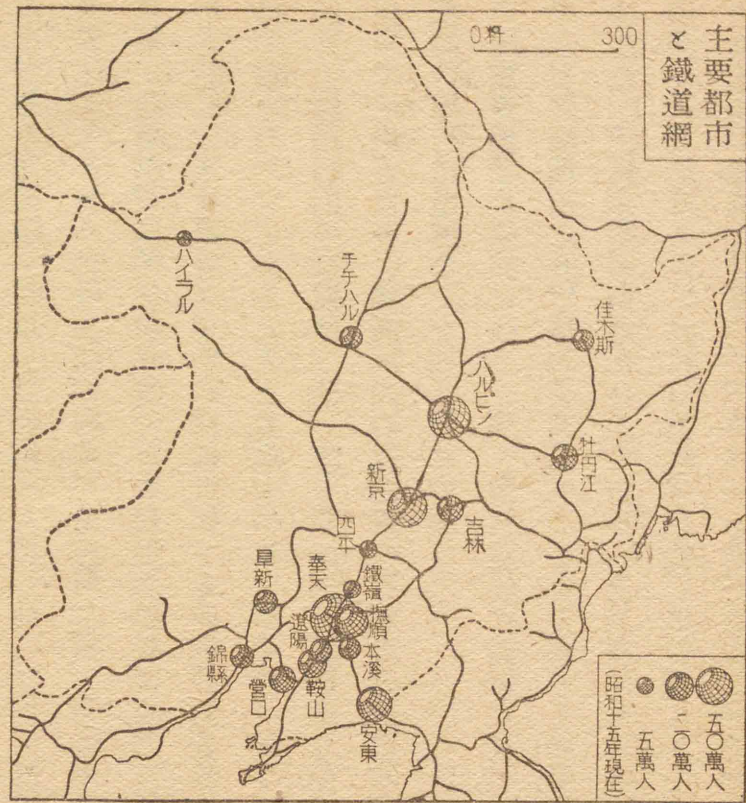 主要都市
と鐵道網
0粁 300
ハイラル
チチハル
佳木斯
ハルピン
牡丹江
新京
吉林
四平
鐵嶺
奉天
撫順
阜新
遼陽
本溪
錦縣
鞍山
營口
安東
五〇萬人
二〇萬人
五萬人
(昭和十五年現在)